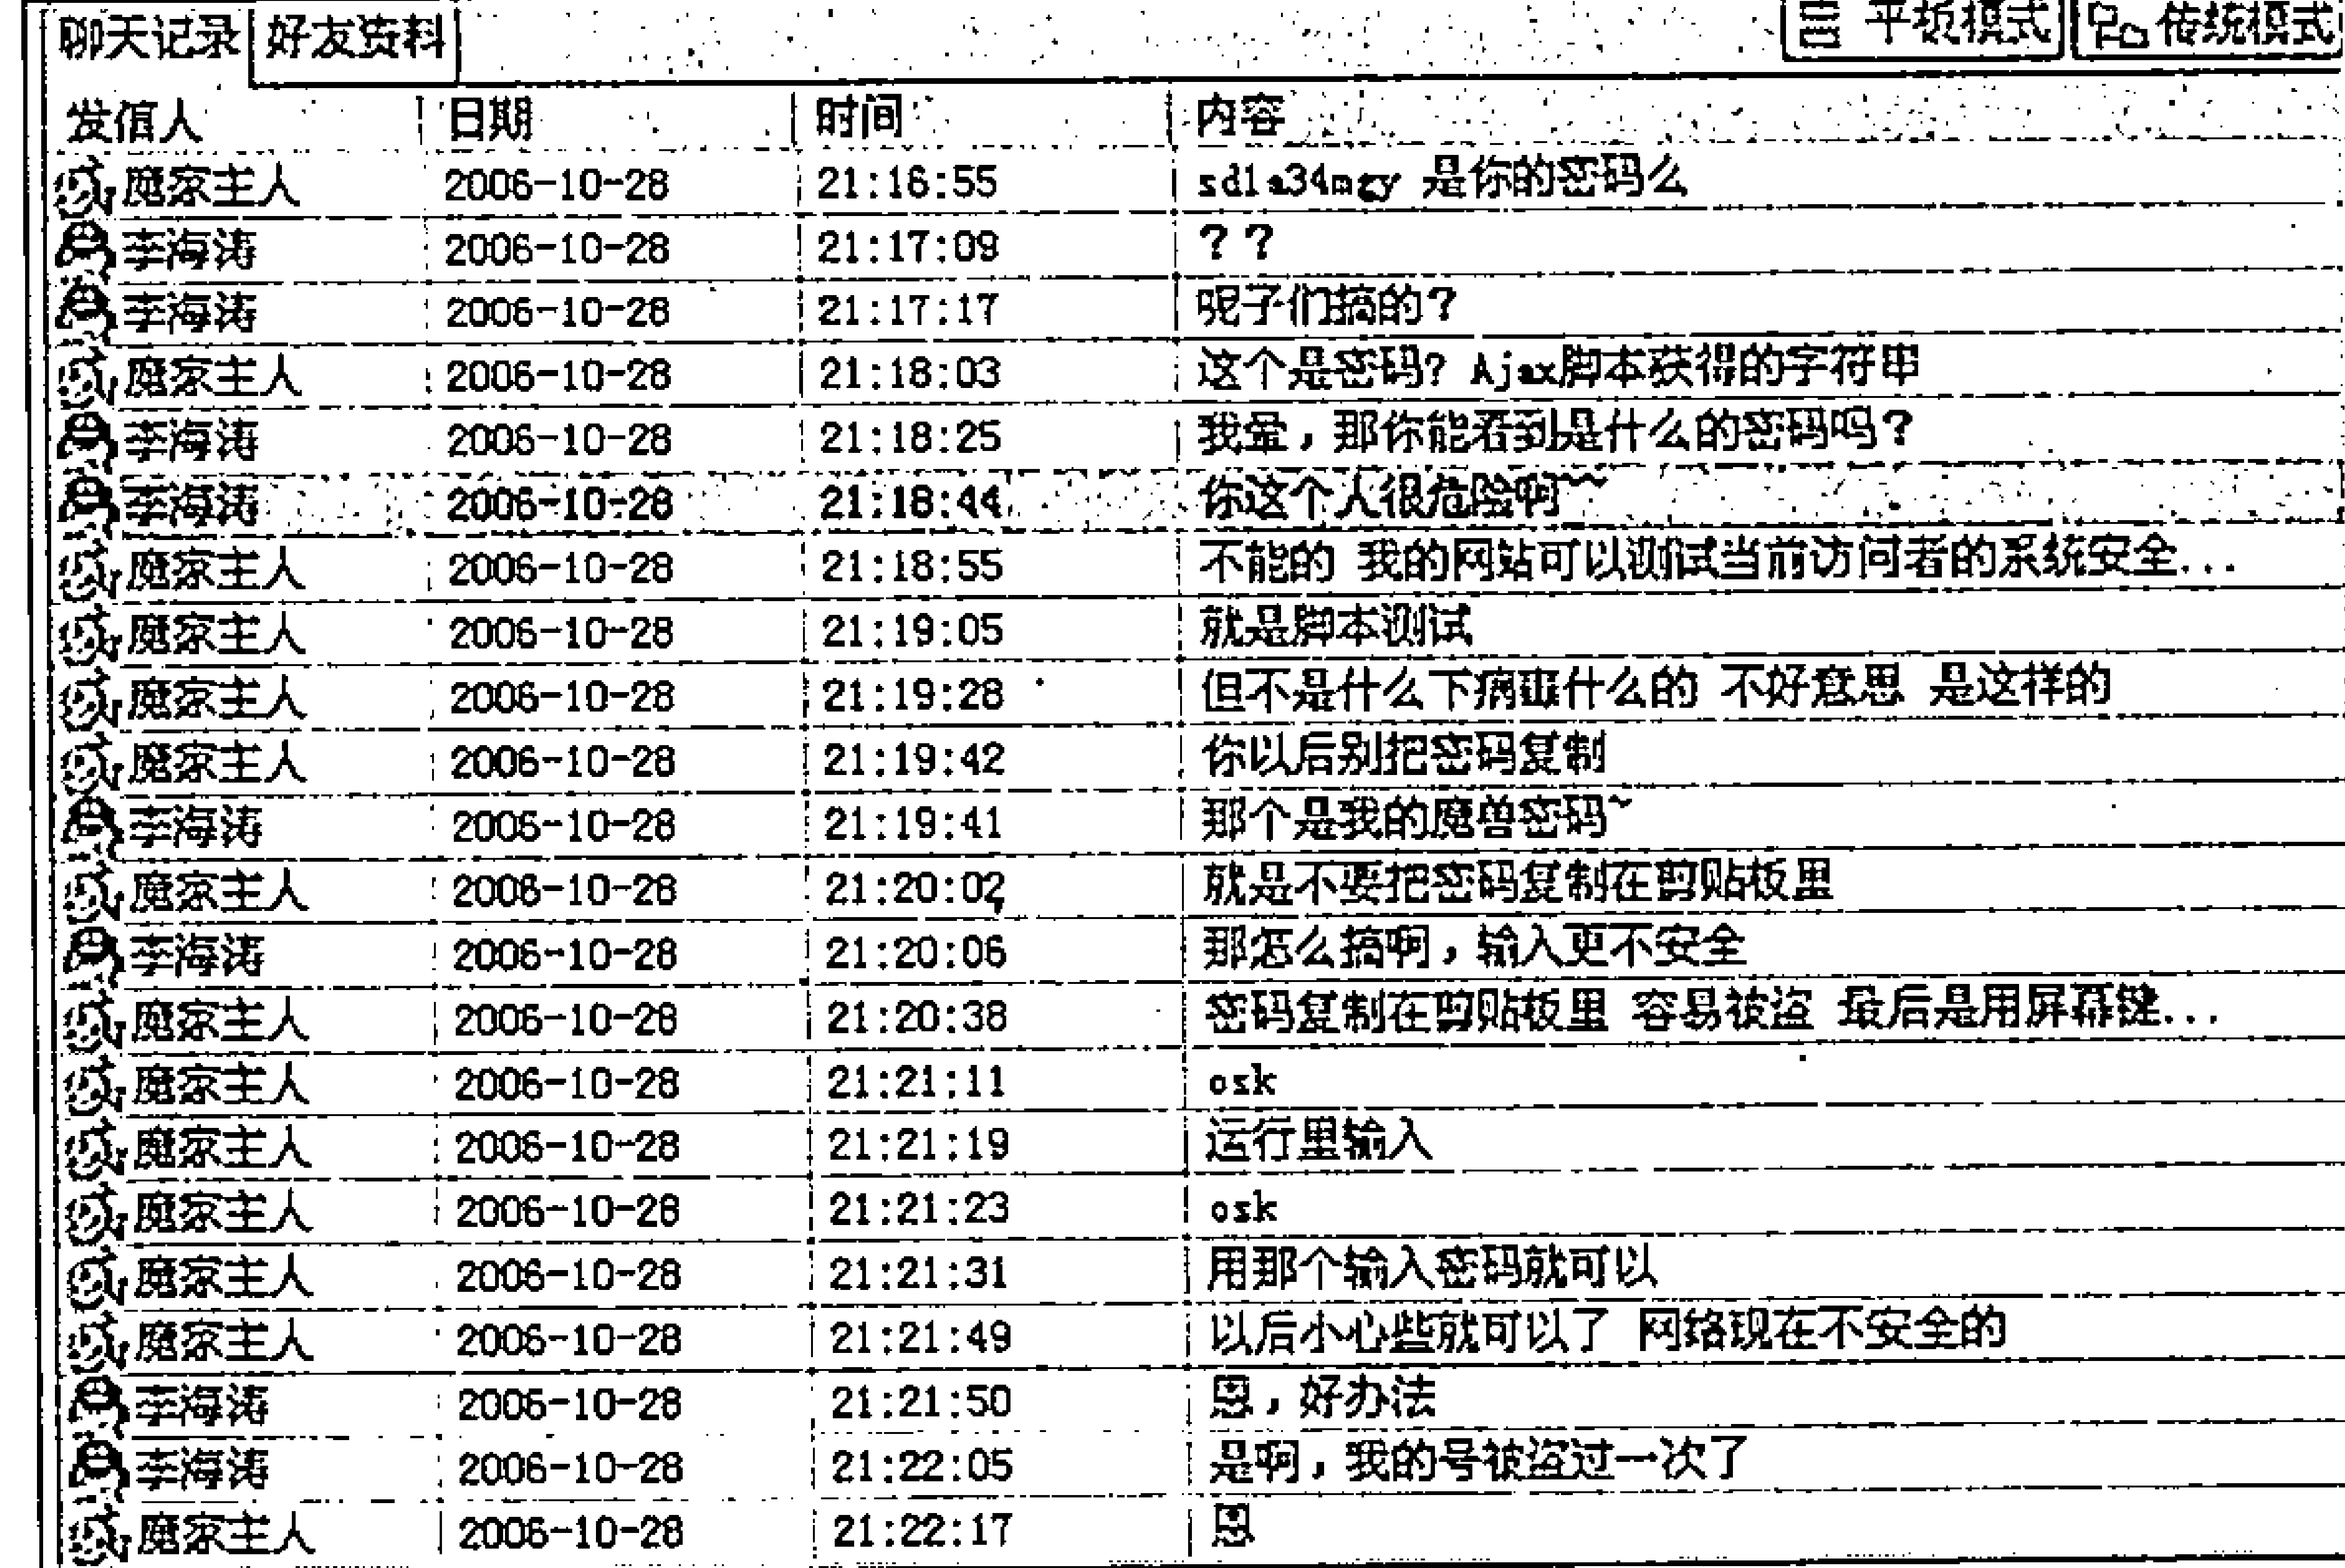 聊天记录 好友资料 平板模式 传统模式
发信人 日期 时间 内容
魔家主人 2006-10-28 21:16:55 sd1a34mgy 是你的密码么
李海涛 2006-10-28 21:17:09 ？？
李海涛 2006-10-28 21:17:17 呢子们搞的？
魔家主人 2006-10-28 21:18:03 这个是密码？Ajax脚本获得的字符串
李海涛 2006-10-28 21:18:25 我晕，那你能看到是什么的密码吗？
李海涛 2006-10-28 21:18:44 你这个人很危险啊~~
魔家主人 2006-10-28 21:18:55 不能的 我的网站可以测试当前访问者的系统安全...
魔家主人 2006-10-28 21:19:05 就是脚本测试
魔家主人 2006-10-28 21:19:28 但不是什么下病毒什么的 不好意思 是这样的
魔家主人 2006-10-28 21:19:42 你以后别把密码复制
李海涛 2006-10-28 21:19:41 那个是我的魔兽密码~
魔家主人 2006-10-28 21:20:02 就是不要把密码复制在剪贴板里
李海涛 2006-10-28 21:20:06 那怎么搞啊，输入更不安全
魔家主人 2006-10-28 21:20:38 密码复制在剪贴板里 容易被盗 最后是用屏幕键...
魔家主人 2006-10-28 21:21:11 osk
魔家主人 2006-10-28 21:21:19 运行里输入
魔家主人 2006-10-28 21:21:23 osk
魔家主人 2006-10-28 21:21:31 用那个输入密码就可以
魔家主人 2006-10-28 21:21:49 以后小心些就可以了 网络现在不安全的
李海涛 2006-10-28 21:21:50 恩，好办法
李海涛 2006-10-28 21:22:05 是啊，我的号被盗过一次了
魔家主人 2006-10-28 21:22:17 恩